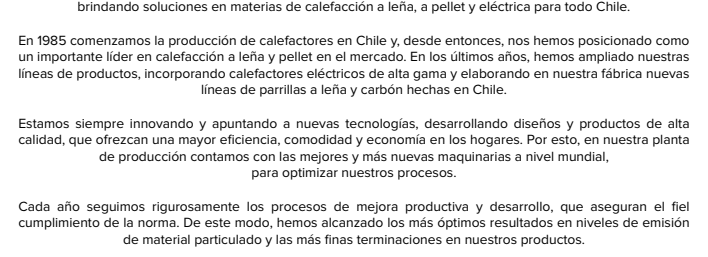 brindando soluciones en materias de calefacción a leña, a pellet y eléctrica para todo Chile.
En 1985 comenzamos la producción de calefactores en Chile y, desde entonces, nos hemos posicionado como
un importante líder en calefacción a leña y pellet en el mercado. En los últimos años, hemos ampliado nuestras
líneas de productos, incorporando calefactores eléctricos de alta gama y elaborando en nuestra fábrica nuevas
líneas de parrillas a leña y carbón hechas en Chile.
Estamos siempre innovando y apuntando a nuevas tecnologías, desarrollando diseños y productos de alta
calidad, que ofrezcan una mayor eficiencia, comodidad y economía en los hogares. Por esto, en nuestra planta
de producción contamos con las mejores y más nuevas maquinarias a nivel mundial,
para optimizar nuestros procesos.
Cada año seguimos rigurosamente los procesos de mejora productiva y desarrollo, que aseguran el fiel
cumplimiento de la norma. De este modo, hemos alcanzado los más óptimos resultados en niveles de emisión
de material particulado y las más finas terminaciones en nuestros productos.